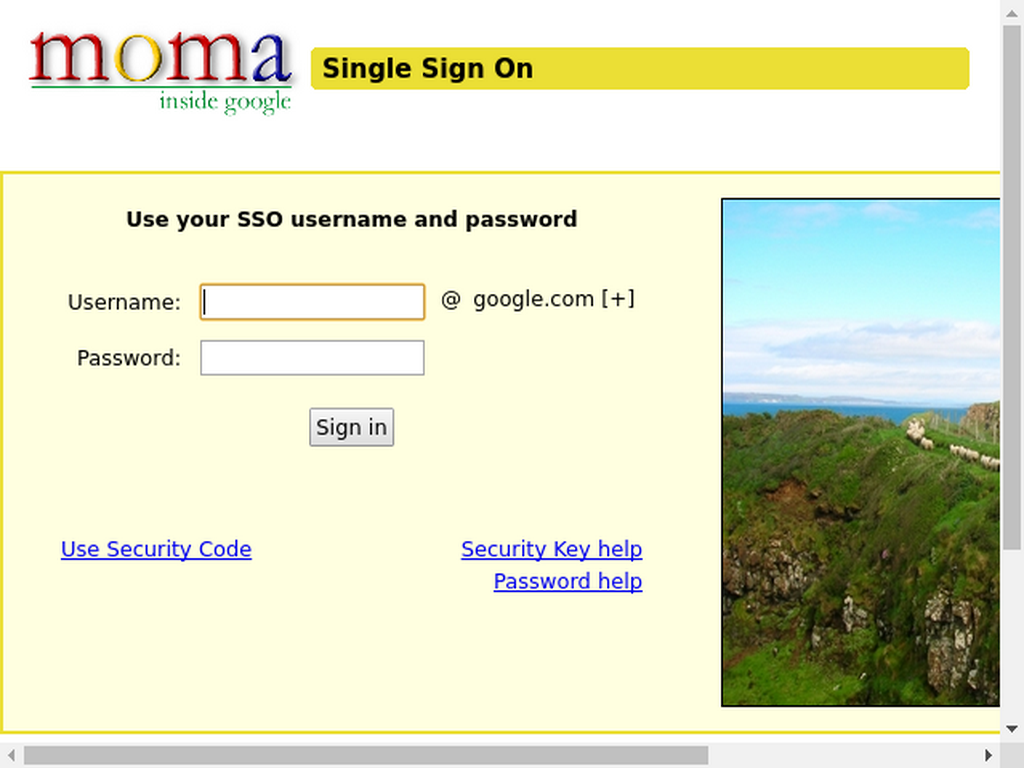 moma
inside google
Single Sign On
Use your SSO username and password
Username:
@ google.com [+]
Password:
Sign in
Use Security Code
Security Key help
Password help